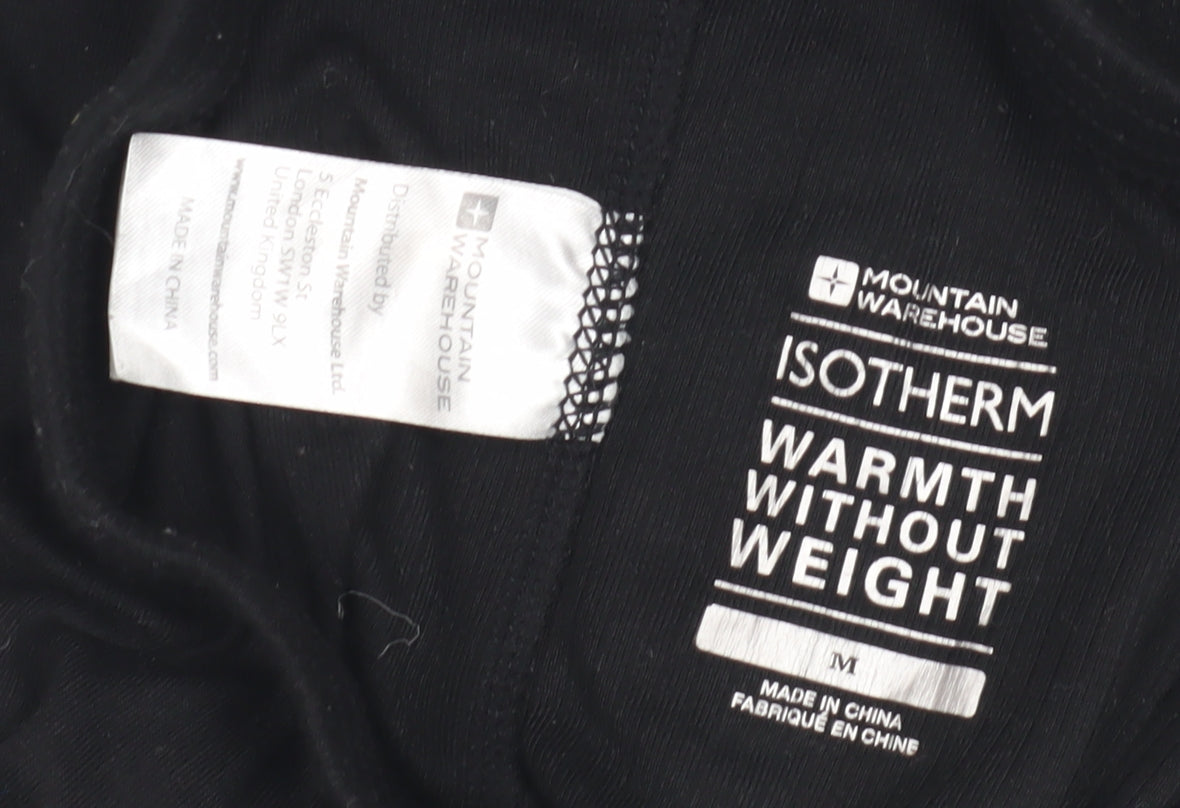 MOUNTAIN
WAREHOUSE
Distributed by
Mountain Warehouse Ltd.
5 Eccleston St
London SW1W 9LX
United Kingdom
www.mountainwarehouse.com
MADE IN CHINA
MOUNTAIN
WAREHOUSE
ISOTHERM
WARMTH
WITHOUT
WEIGHT
M
MADE IN CHINA
FABRIQUÉ EN CHINE